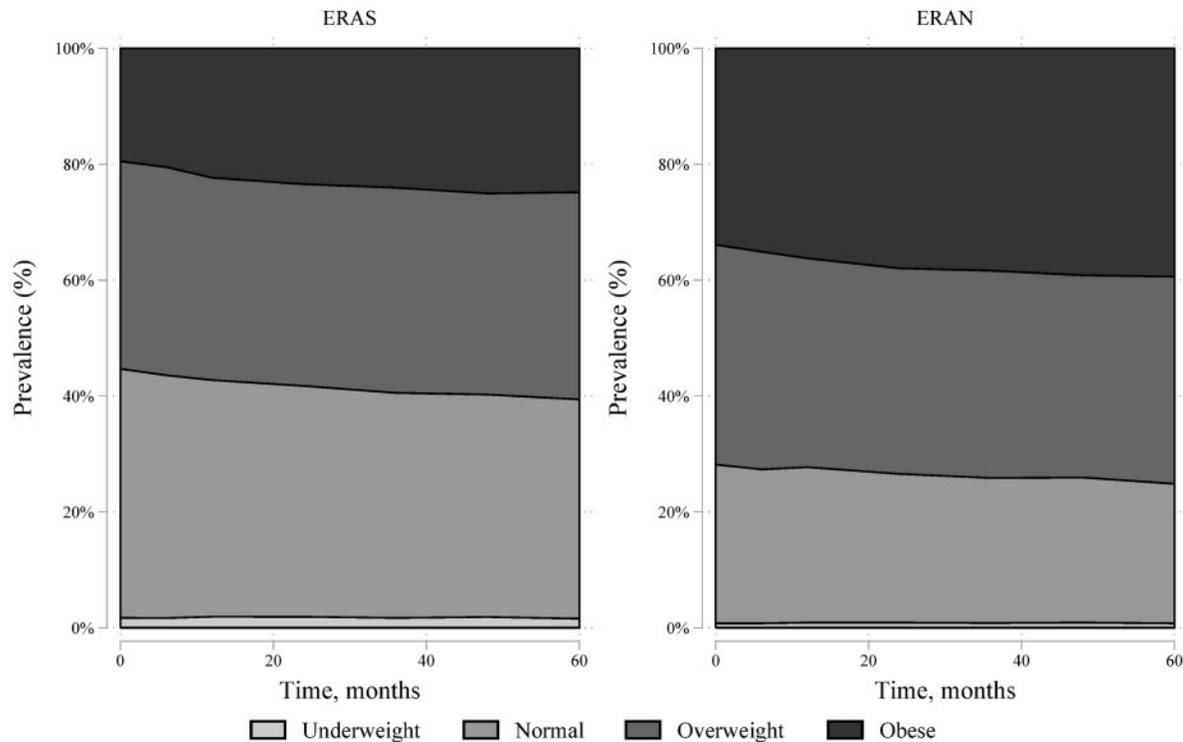 ERAS
100%
80%
60%
40%
20%
0%
Prevalence (%)
0 20 40 60
Time, months
ERAN
100%
80%
60%
40%
20%
0%
Prevalence (%)
0 20 40 60
Time, months
Underweight Normal Overweight Obese